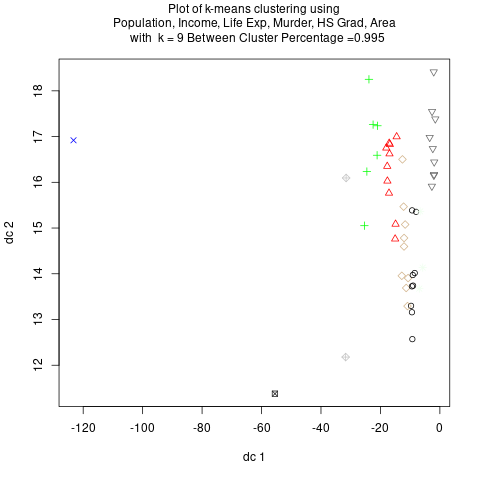 Plot of k-means clustering using
Population, Income, Life Exp, Murder, HS Grad, Area
with k = 9 Between Cluster Percentage =0.995
18
17
16
15
14
13
12
dc 2
-120
-100
-80
-60
-40
-20
0
dc 1